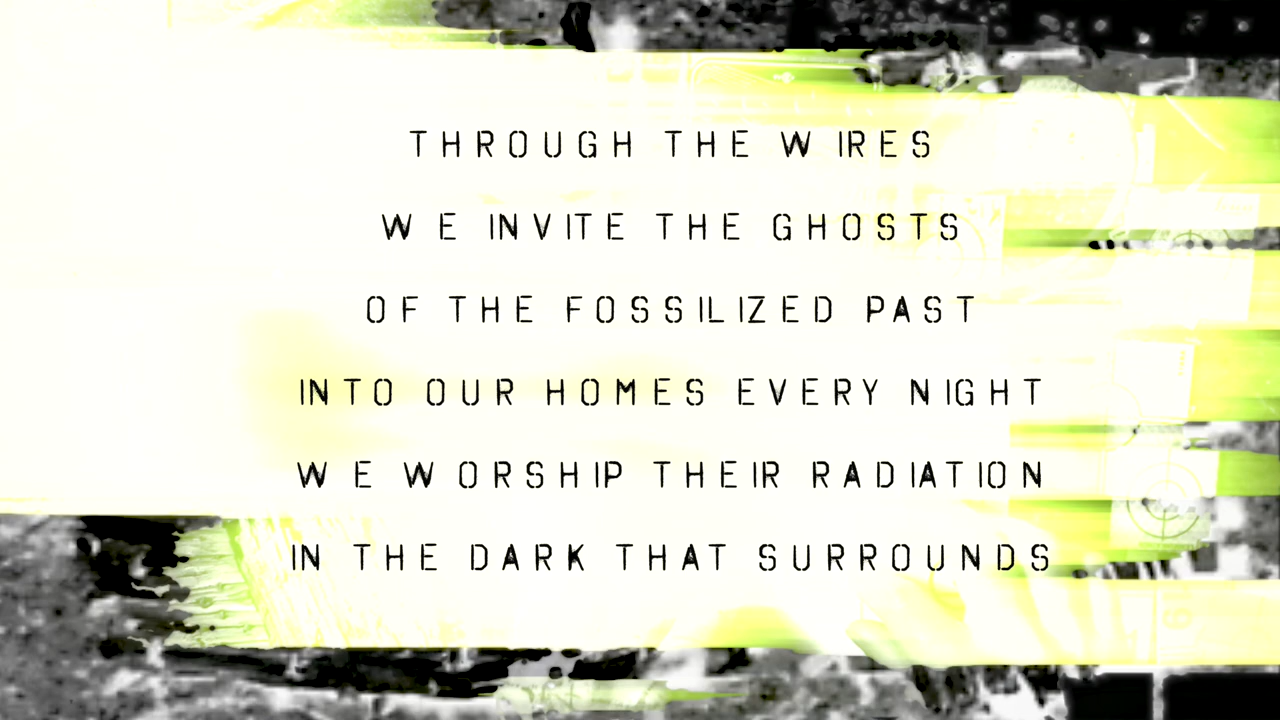 THROUGH THE WIRES
WE INVITE THE GHOSTS
OF THE FOSSILIZED PAST
INTO OUR HOMES EVERY NIGHT
WE WORSHIP THEIR RADIATION
IN THE DARK THAT SURROUNDS